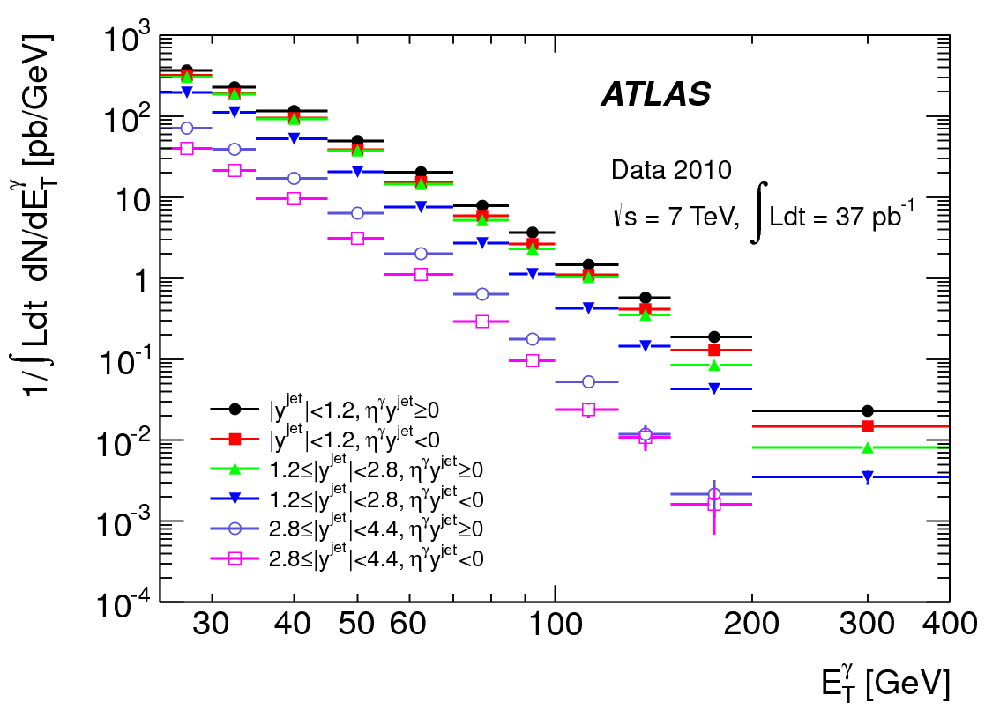 1/∫ Ldt dN/dE_T^γ [pb/GeV]
10^3
10^2
10
1
10^-1
10^-2
10^-3
10^-4
ATLAS
Data 2010
√s = 7 TeV, ∫Ldt = 37 pb^-1
|y^jet|<1.2, η^γy^jet≥0
|y^jet|<1.2, η^γy^jet<0
1.2≤|y^jet|<2.8, η^γy^jet≥0
1.2≤|y^jet|<2.8, η^γy^jet<0
2.8≤|y^jet|<4.4, η^γy^jet≥0
2.8≤|y^jet|<4.4, η^γy^jet<0
30 40 50 60 100 200 300 400
E_T^γ [GeV]